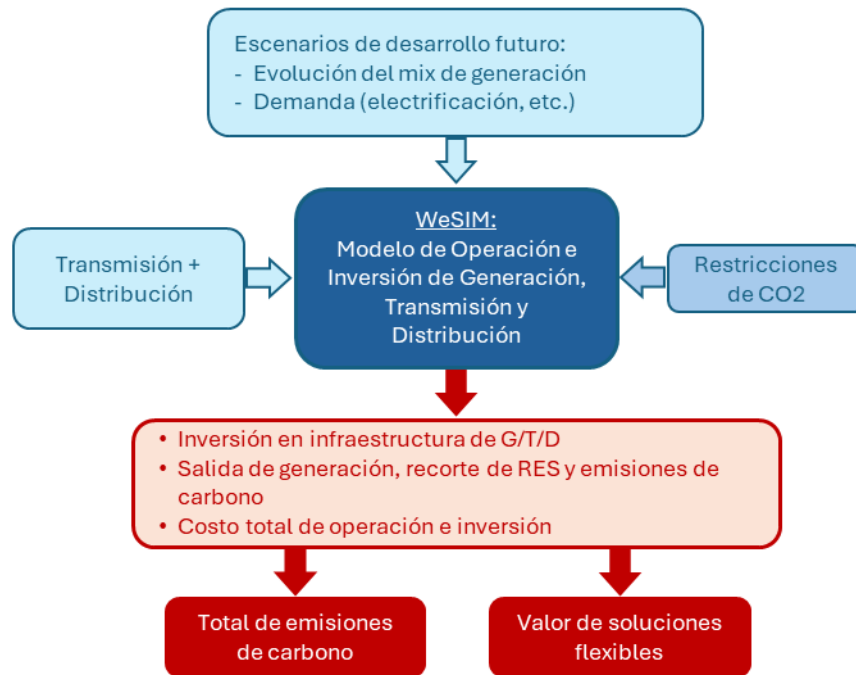 Escenarios de desarrollo futuro:
- Evolución del mix de generación
- Demanda (electrificación, etc.)
WeSIM:
Modelo de Operación e
Inversión de Generación,
Transmisión y
Distribución
Transmisión +
Distribución
Restricciones
de CO2
• Inversión en infraestructura de G/T/D
• Salida de generación, recorte de RES y emisiones de
carbono
• Costo total de operación e inversión
Total de emisiones
de carbono
Valor de soluciones
flexibles